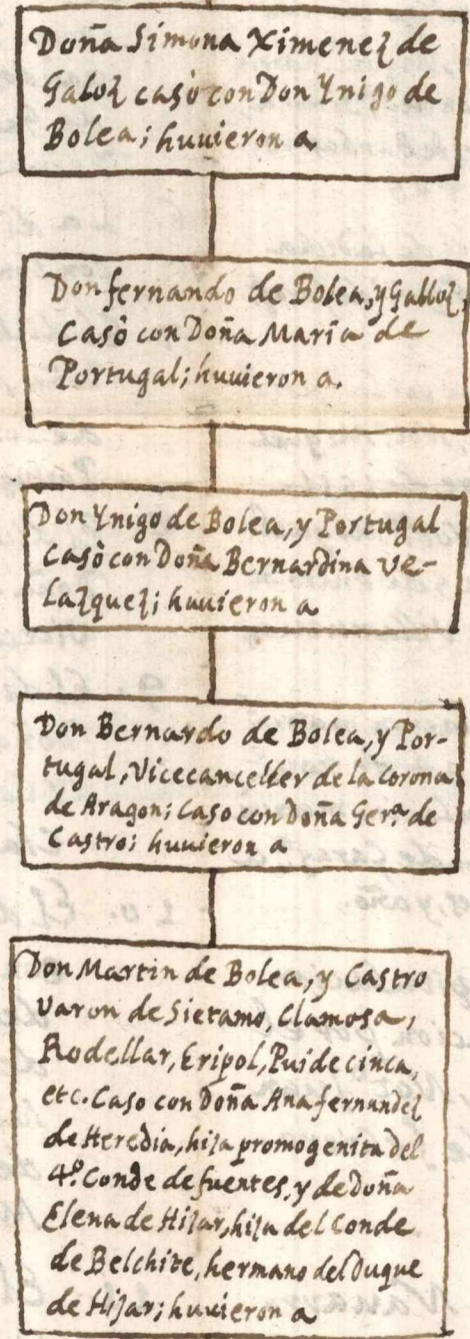 Doña Simona Ximenez de
Galoz casò con Don Ynigo de
Bolea; huuieron a
Don fernando de Bolea, y Galloz,
Casò con Doña Maria de
Portugal; huuieron a.
Don Ynigo de Bolea, y Portugal
Casò con Doña Bernardina Ve-
lazquez; huuieron a
Don Bernardo de Bolea, y Por-
tugal, Vicecanceller de la Corona
de Aragon; Caso con Doña Ger.ª de
Castro; huuieron a
Don Martin de Bolea, y Castro
Varon de Sietamo, Clamosa,
Rodellar, Eripol, Puidecinca,
etc. Caso con Doña Ana fernandez
de Heredia, hija promogenita del
4º Conde de fuentes, y de Doña
Elena de Hijar, hija del Conde
de Belchite, hermano del Duque
de Hijar; huuieron a